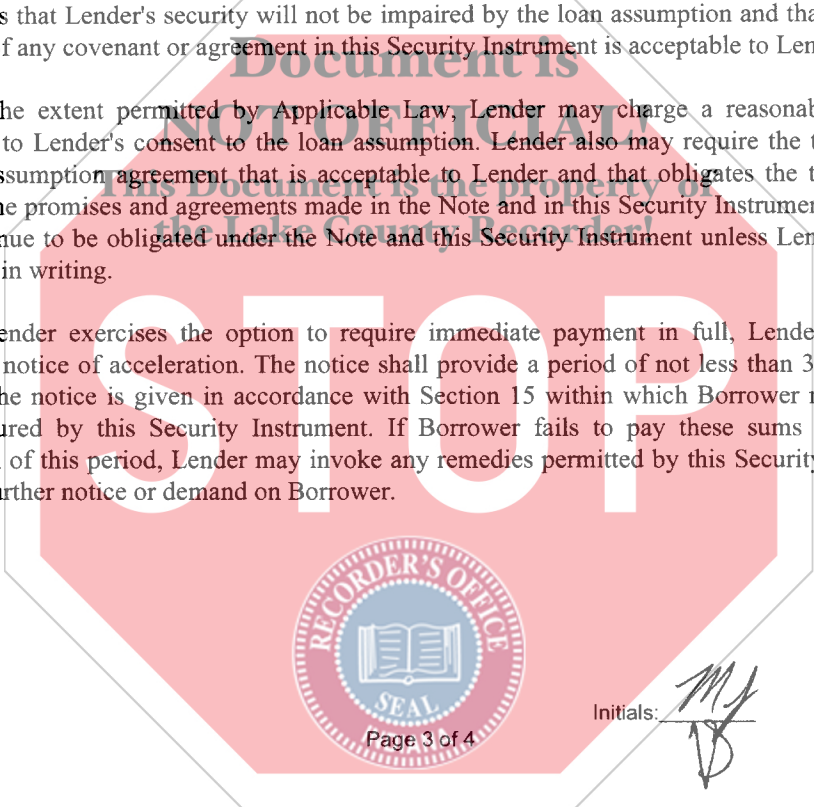 s that Lender's security will not be impaired by the loan assumption and tha
f any covenant or agreement in this Security Instrument is acceptable to Len
Document is
he extent permitted by Applicable Law, Lender may charge a reasonab
NOT OFFICIAL!
to Lender's consent to the loan assumption. Lender also may require the t
ssumption agreement that is acceptable to Lender and that obligates the t
This Document is the property of
ne promises and agreements made in the Note and in this Security Instrumen
the Lake County Recorder!
nue to be obligated under the Note and this Security Instrument unless Len
in writing.
ender exercises the option to require immediate payment in full, Lende
notice of acceleration. The notice shall provide a period of not less than 3
he notice is given in accordance with Section 15 within which Borrower
ured by this Security Instrument. If Borrower fails to pay these sums
of this period, Lender may invoke any remedies permitted by this Security
rther notice or demand on Borrower.
STOP
RECORDER'S OFFICE
SEAL
Initials:
Page 3 of 4